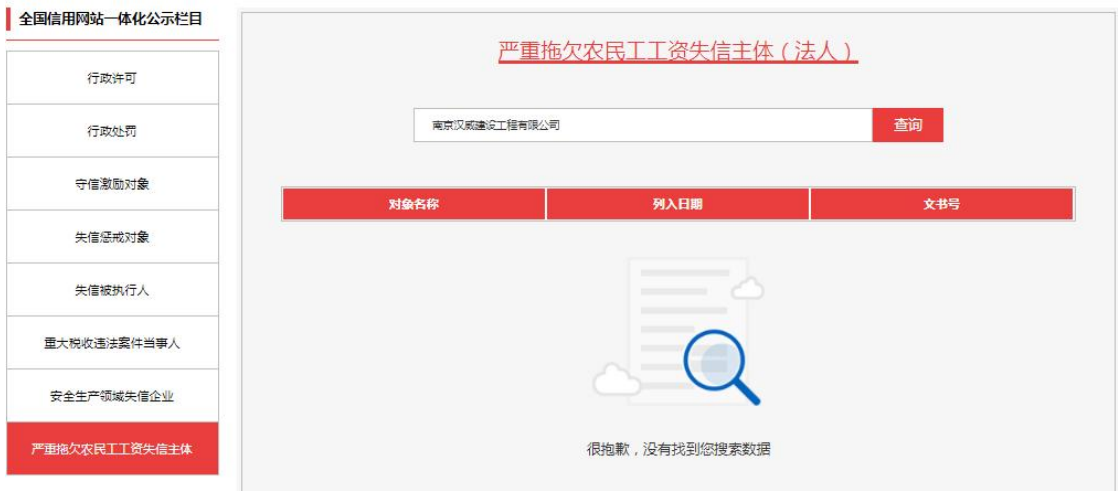 全国信用网站一体化公示栏目
行政许可
行政处罚
守信激励对象
失信惩戒对象
失信被执行人
重大税收违法案件当事人
安全生产领域失信企业
严重拖欠农民工工资失信主体
严重拖欠农民工工资失信主体（法人）
南京汉威建设工程有限公司
查询
对象名称 列入日期 文书号
很抱歉，没有找到您搜索数据